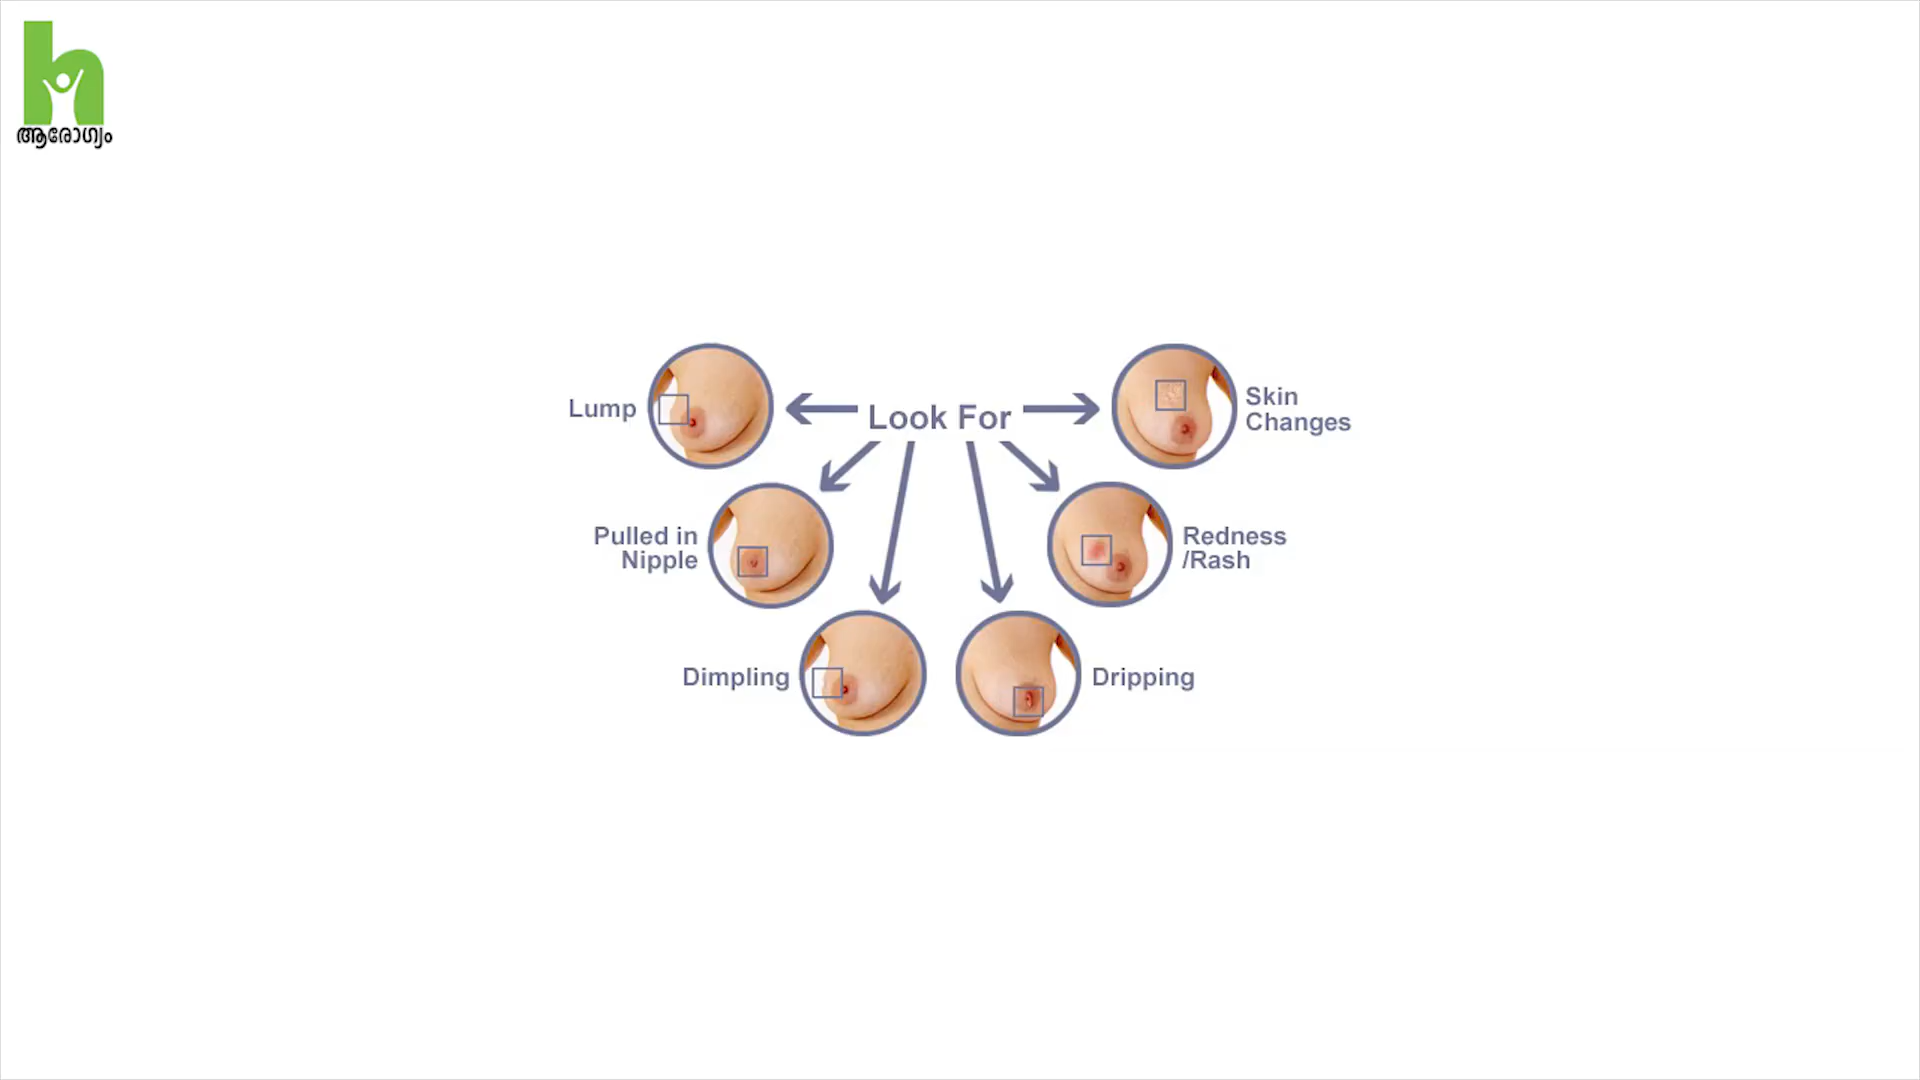 ആരോഗ്യം
Look For
Lump
Pulled in
Nipple
Dimpling
Skin
Changes
Redness
/Rash
Dripping